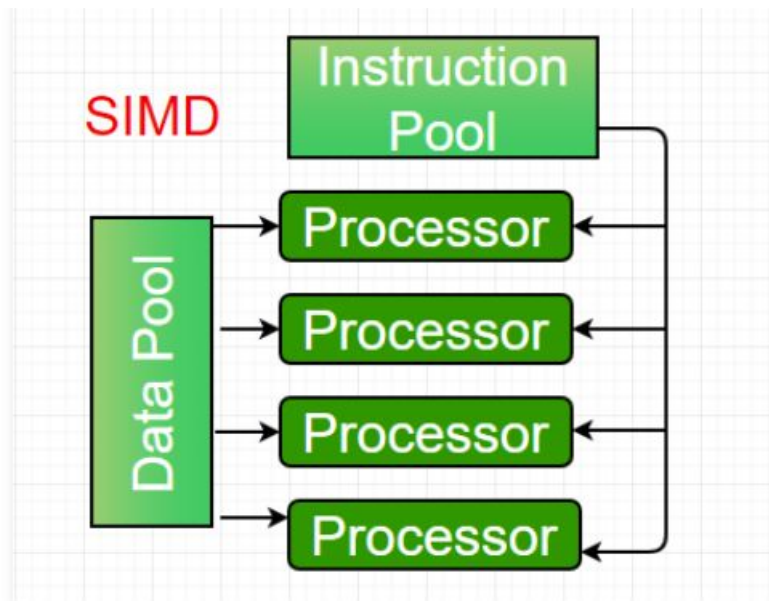 SIMD
Instruction
Pool
Data Pool
Processor
Processor
Processor
Processor